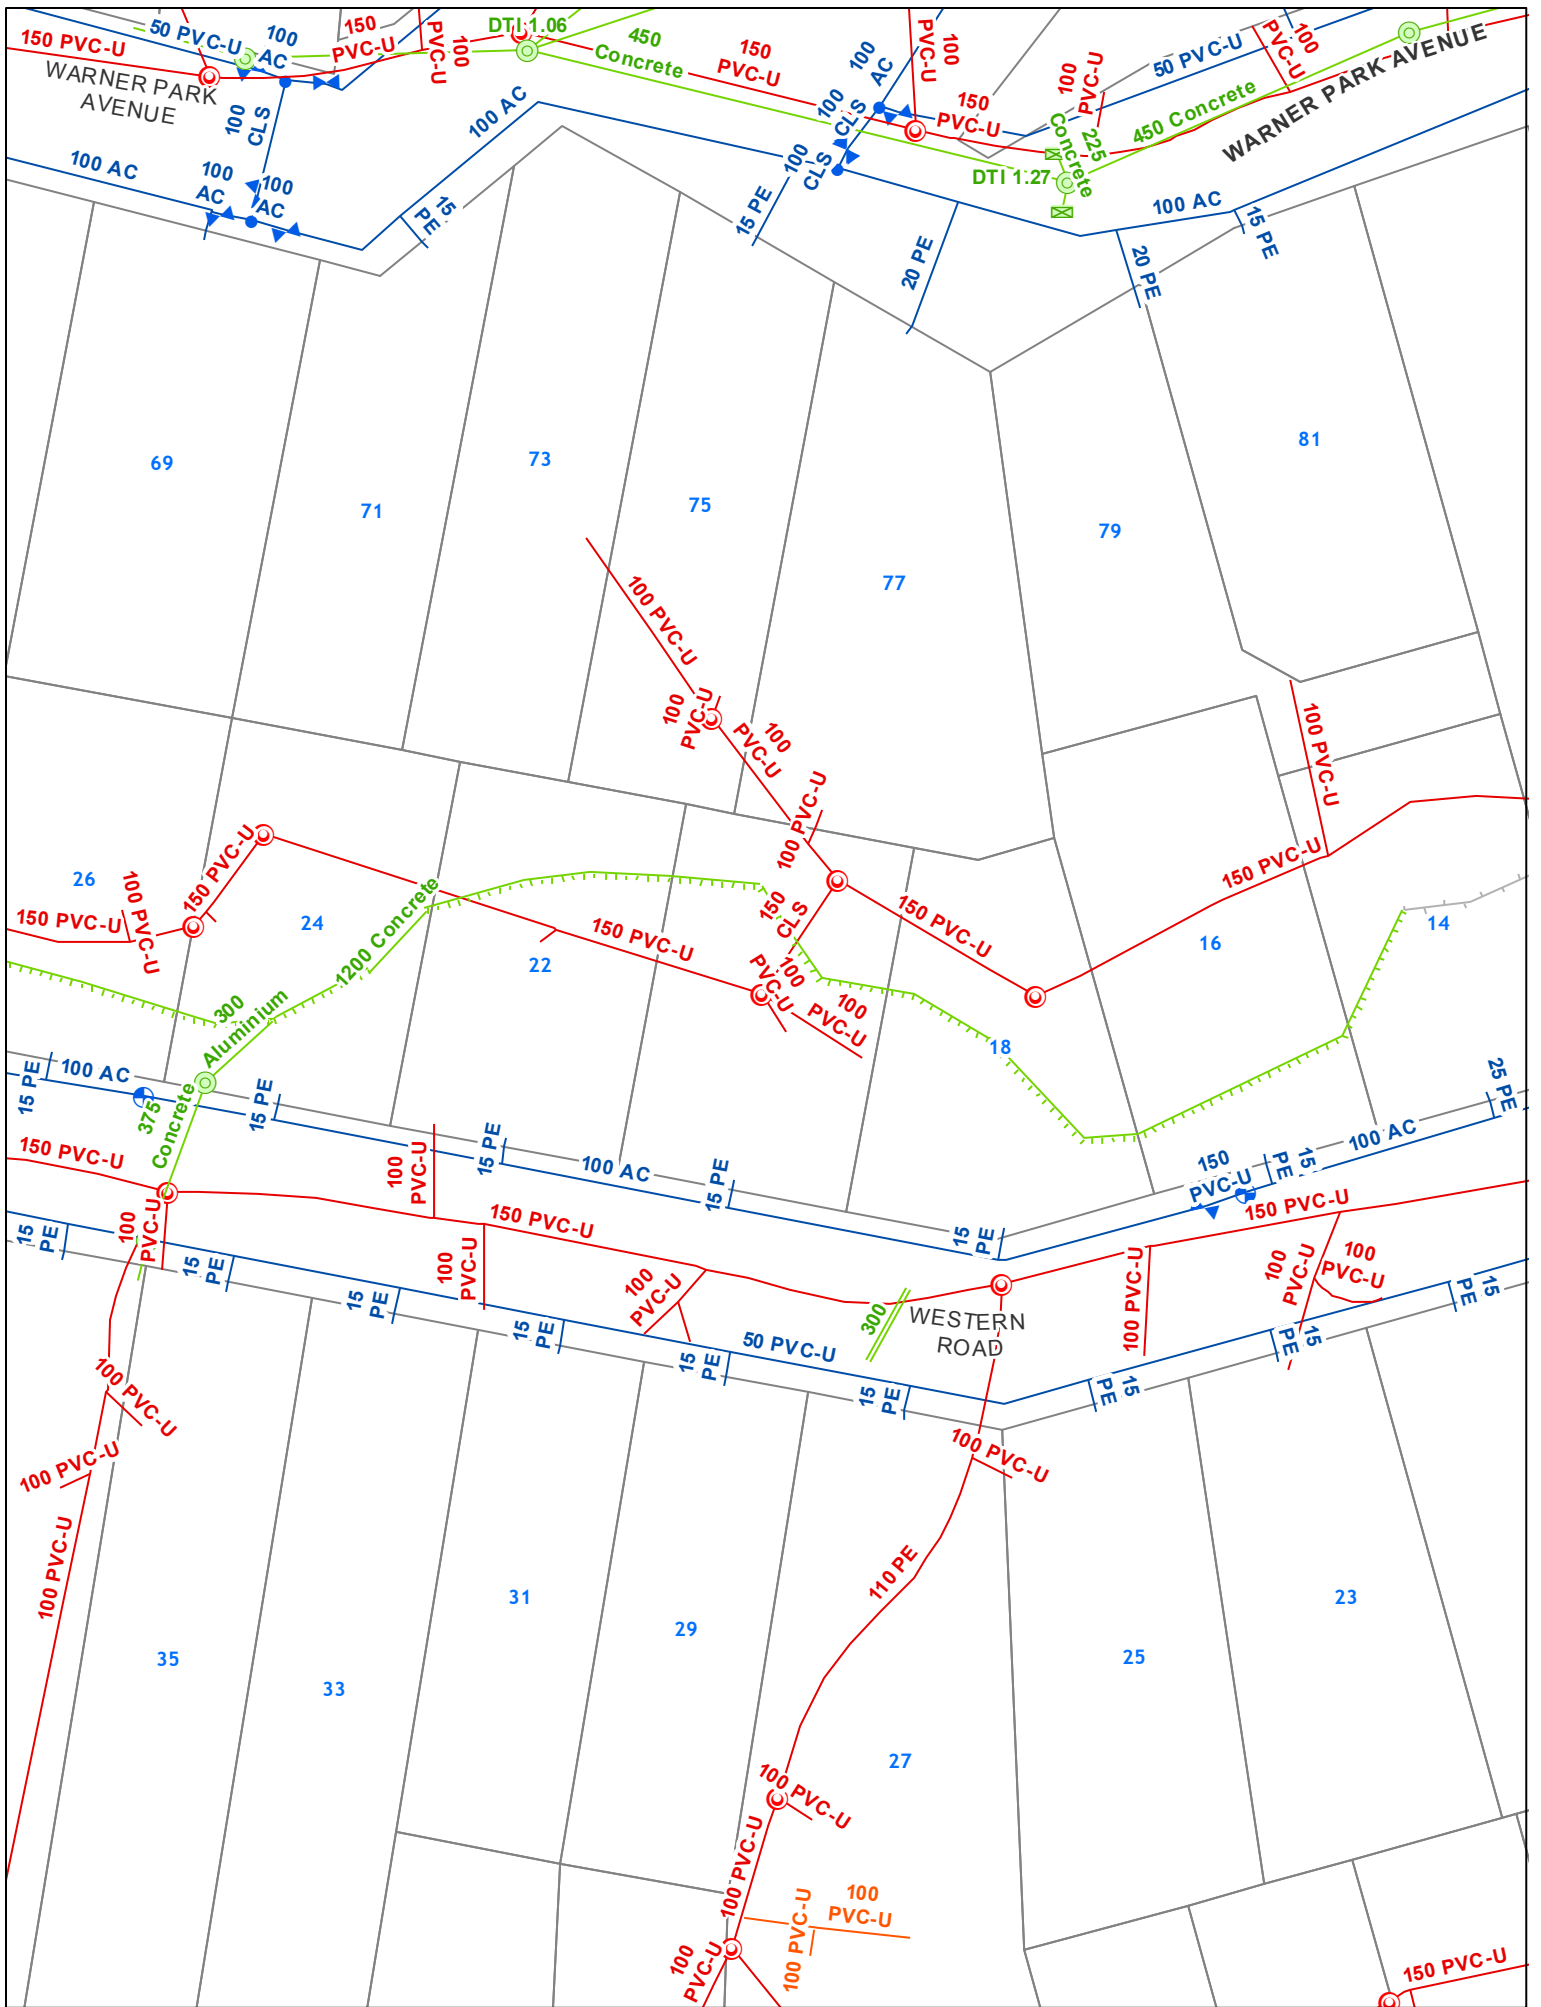 150 PVC-U
50 PVC-U
100
AC
150
PVC-U
PVC-U
100
DTI 1.06
450
Concrete
150
PVC-U
100
AC
PVC-U
100
150
PVC-U
100
PVC-U
50 PVC-U
PVC-U
100
WARNER PARK AVENUE
WARNER PARK
AVENUE
100
CLS
100 AC
100
CLS
100
CLS
Concrete
225
450 Concrete
DTI 1.27
100 AC
100
AC
100
AC
15
PE
15 PE
20 PE
100 AC
15 PE
20 PE
69
71
73
75
77
79
81
100 PVC-U
100
PVC-U
100
PVC-U
100 PVC-U
100 PVC-U
150 PVC-U
150 PVC-U
26
100 PVC-U
150 PVC-U
24
1200 Concrete
22
150 PVC-U
150
CLS
150 PVC-U
16
14
100
PVC-U
100
PVC-U
18
300
Aluminium
100 AC
15 PE
375
Concrete
15 PE
15 PE
100 AC
15 PE
15
PE
150
PVC-U
15
PE
100 AC
25 PE
150 PVC-U
100
PVC-U
100
PVC-U
150 PVC-U
150 PVC-U
15
PE
15
PE
100
PVC-U
100
PVC-U
300
WESTERN
ROAD
100 PVC-U
100
PVC-U
100
PVC-U
15
PE
15
PE
15
PE
50 PVC-U
15
PE
15
PE
15
PE
15
PE
15
PE
100 PVC-U
100 PVC-U
100 PVC-U
100 PVC-U
110 PE
35
33
31
29
27
25
23
100 PVC-U
100 PVC-U
100
PVC-U
100 PVC-U
100
PVC-U
150 PVC-U